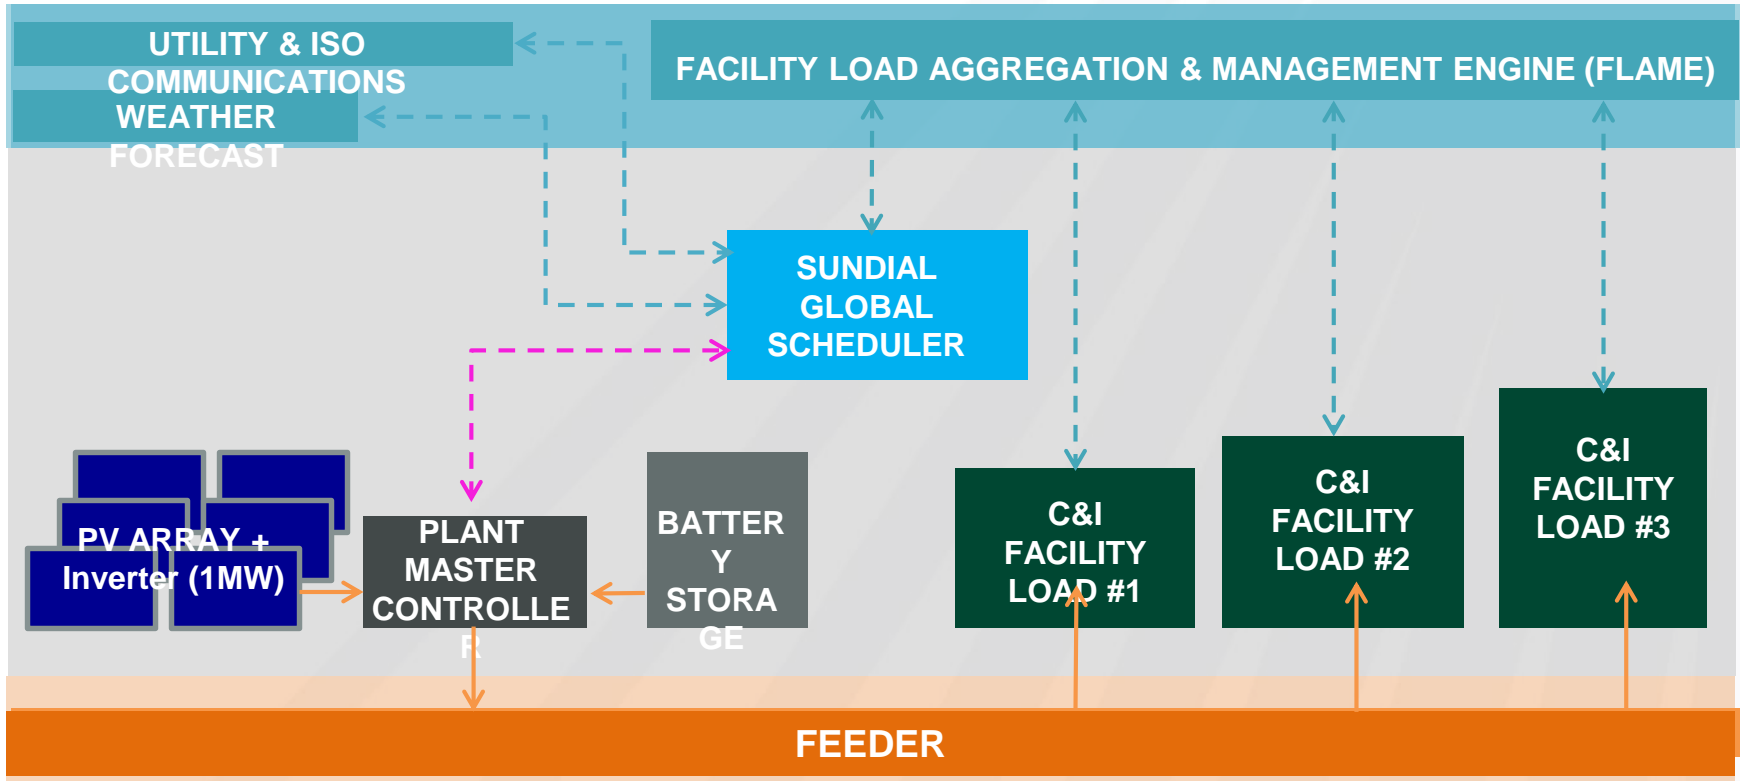 UTILITY & ISO
COMMUNICATIONS
WEATHER
FORECAST
FACILITY LOAD AGGREGATION & MANAGEMENT ENGINE (FLAME)
SUNDIAL
GLOBAL
SCHEDULER
PV ARRAY +
Inverter (1MW)
PLANT
MASTER
CONTROLLE
R
BATTER
Y
STORA
GE
C&I
FACILITY
LOAD #1
C&I
FACILITY
LOAD #2
C&I
FACILITY
LOAD #3
FEEDER